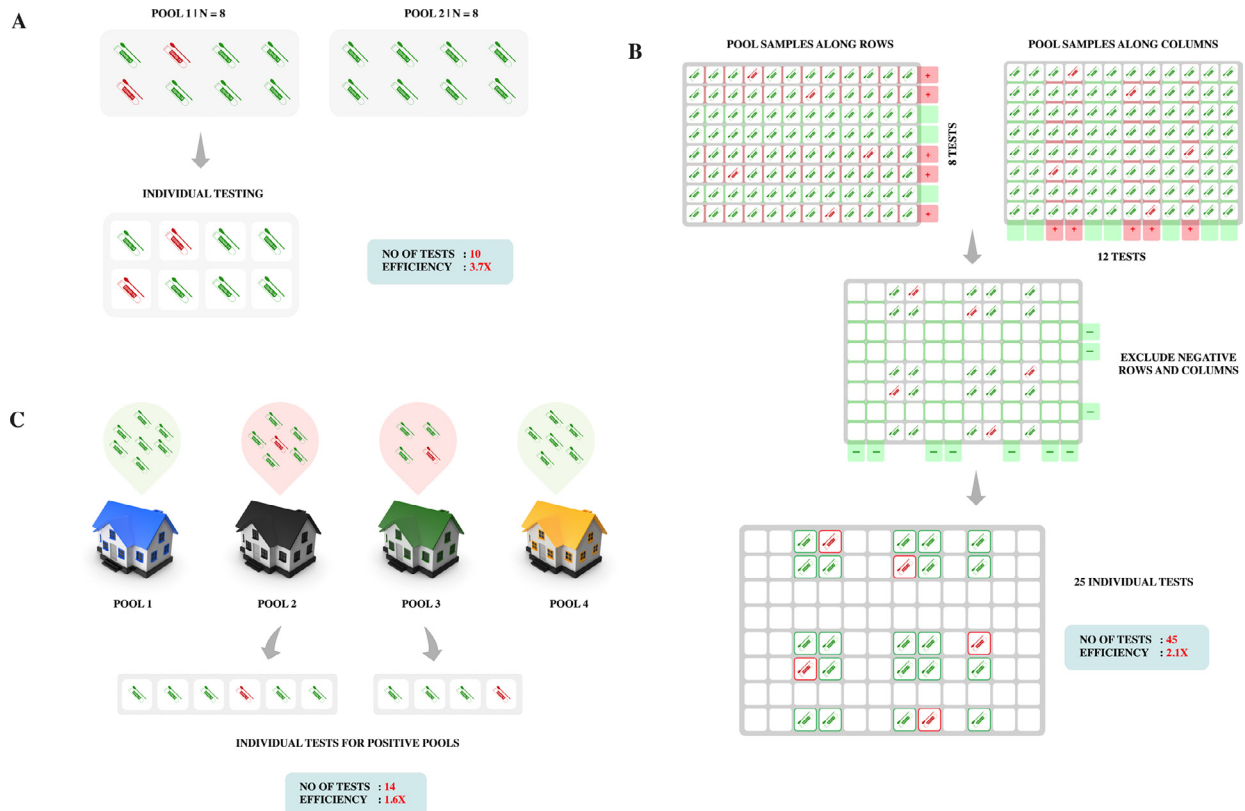 A
POOL 1 | N = 8
POOL 2 | N = 8
INDIVIDUAL TESTING
NO OF TESTS : 10
EFFICIENCY : 3.7X
B
POOL SAMPLES ALONG ROWS
POOL SAMPLES ALONG COLUMNS
+
+
+
+
+
8 TESTS
+ + + + +
12 TESTS
–
–
–
– – – – – – –
EXCLUDE NEGATIVE
ROWS AND COLUMNS
25 INDIVIDUAL TESTS
NO OF TESTS : 45
EFFICIENCY : 2.1X
C
POOL 1
POOL 2
POOL 3
POOL 4
INDIVIDUAL TESTS FOR POSITIVE POOLS
NO OF TESTS : 14
EFFICIENCY : 1.6X